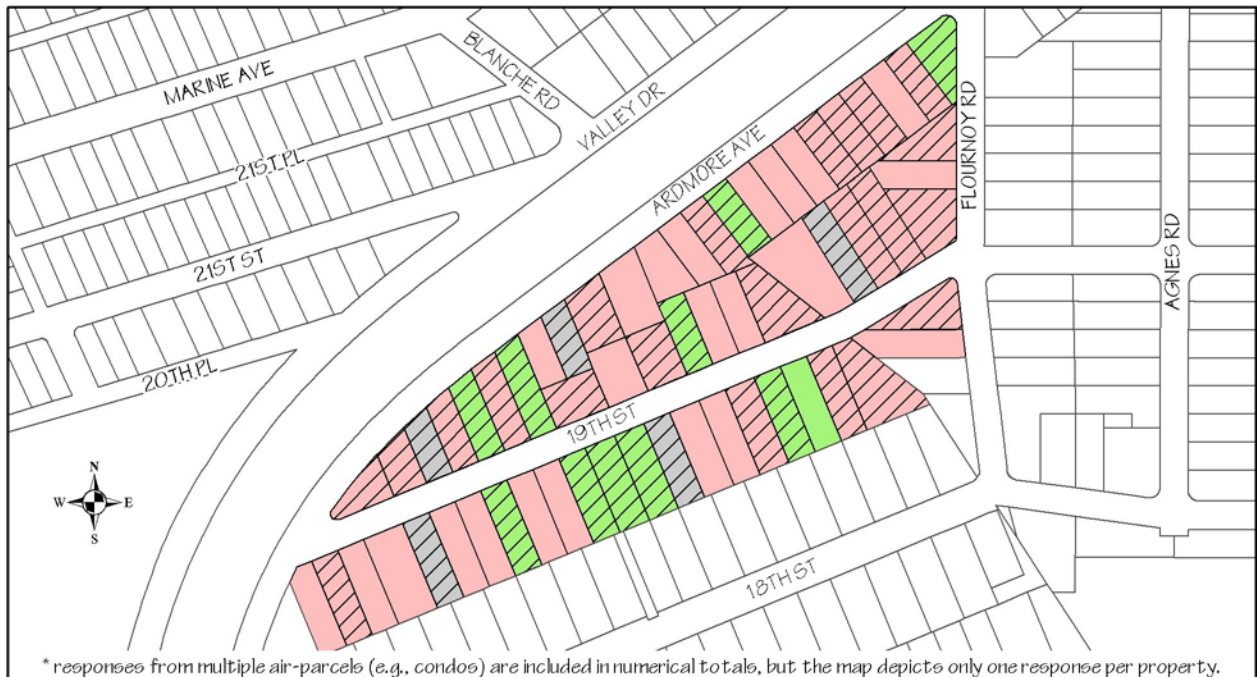 MARINE AVE
BLANCHE RD
VALLEY DR
21ST PL
ARDMORE AVE
FLOURNOY RD
21ST ST
AGNES RD
20TH PL
19TH ST
N
W E
S
18TH ST
* responses from multiple air-parcels (e.g., condos) are included in numerical totals, but the map depicts only one response per property.